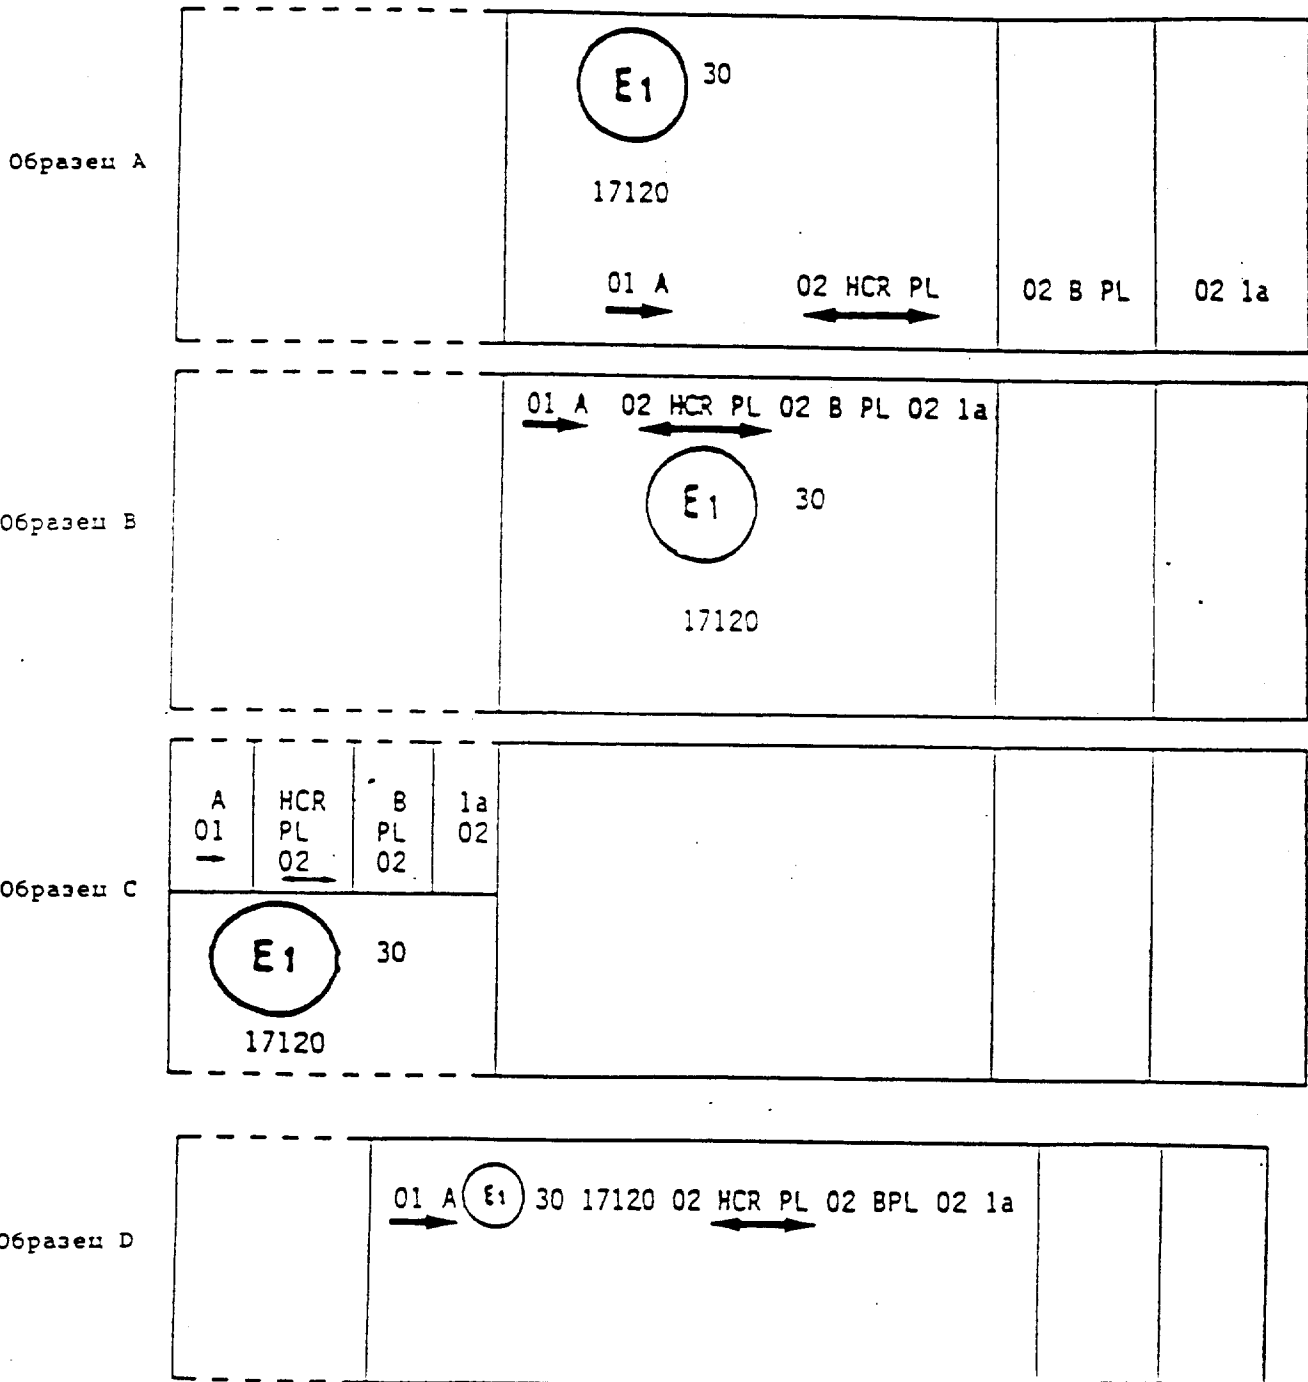 Образец A
E1 30
17120
01 A 02 HCR PL 02 B PL 02 1a
Образец B
01 A 02 HCR PL 02 B PL 02 1a
E1 30
17120
Образец C
A HCR B 1a
01 PL PL 02
02 02
E1 30
17120
Образец D
01 A E1 30 17120 02 HCR PL 02 BPL 02 1a